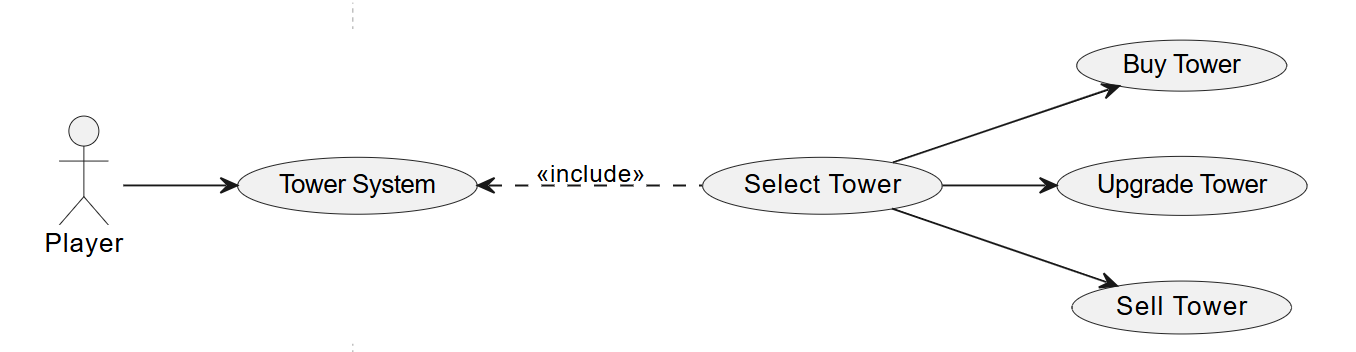 Buy Tower
«include»
Tower System
Select Tower
Upgrade Tower
Player
Sell Tower